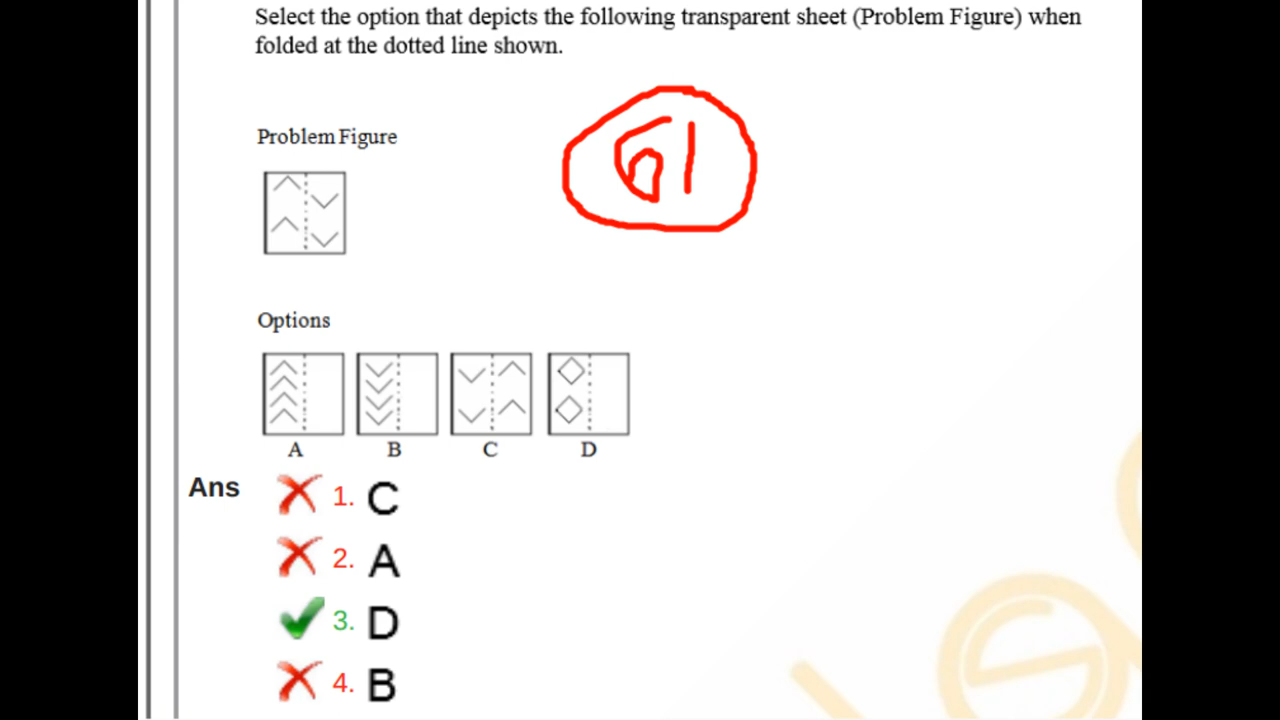 Select the option that depicts the following transparent sheet (Problem Figure) when
folded at the dotted line shown.
61
Problem Figure
Options
A B C D
Ans 1. C
2. A
3. D
4. B